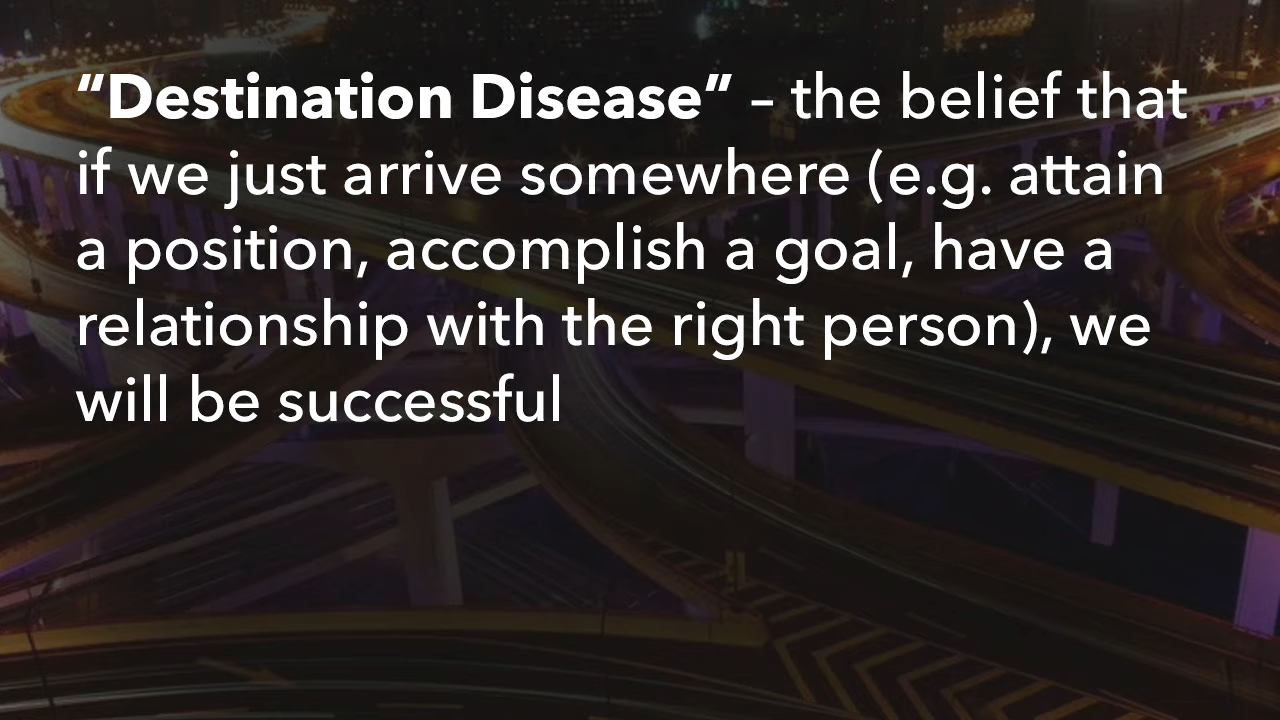 “Destination Disease” – the belief that
if we just arrive somewhere (e.g. attain
a position, accomplish a goal, have a
relationship with the right person), we
will be successful